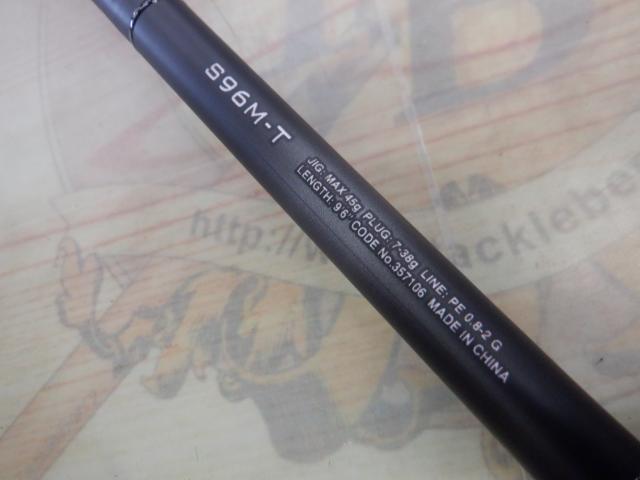 S96M-T
JIG: MAX 45g PLUG: 7-38g LINE: PE 0.8-2 G
LENGTH: 9'6" CODE No.357106 MADE IN CHINA
http://w
acklebe